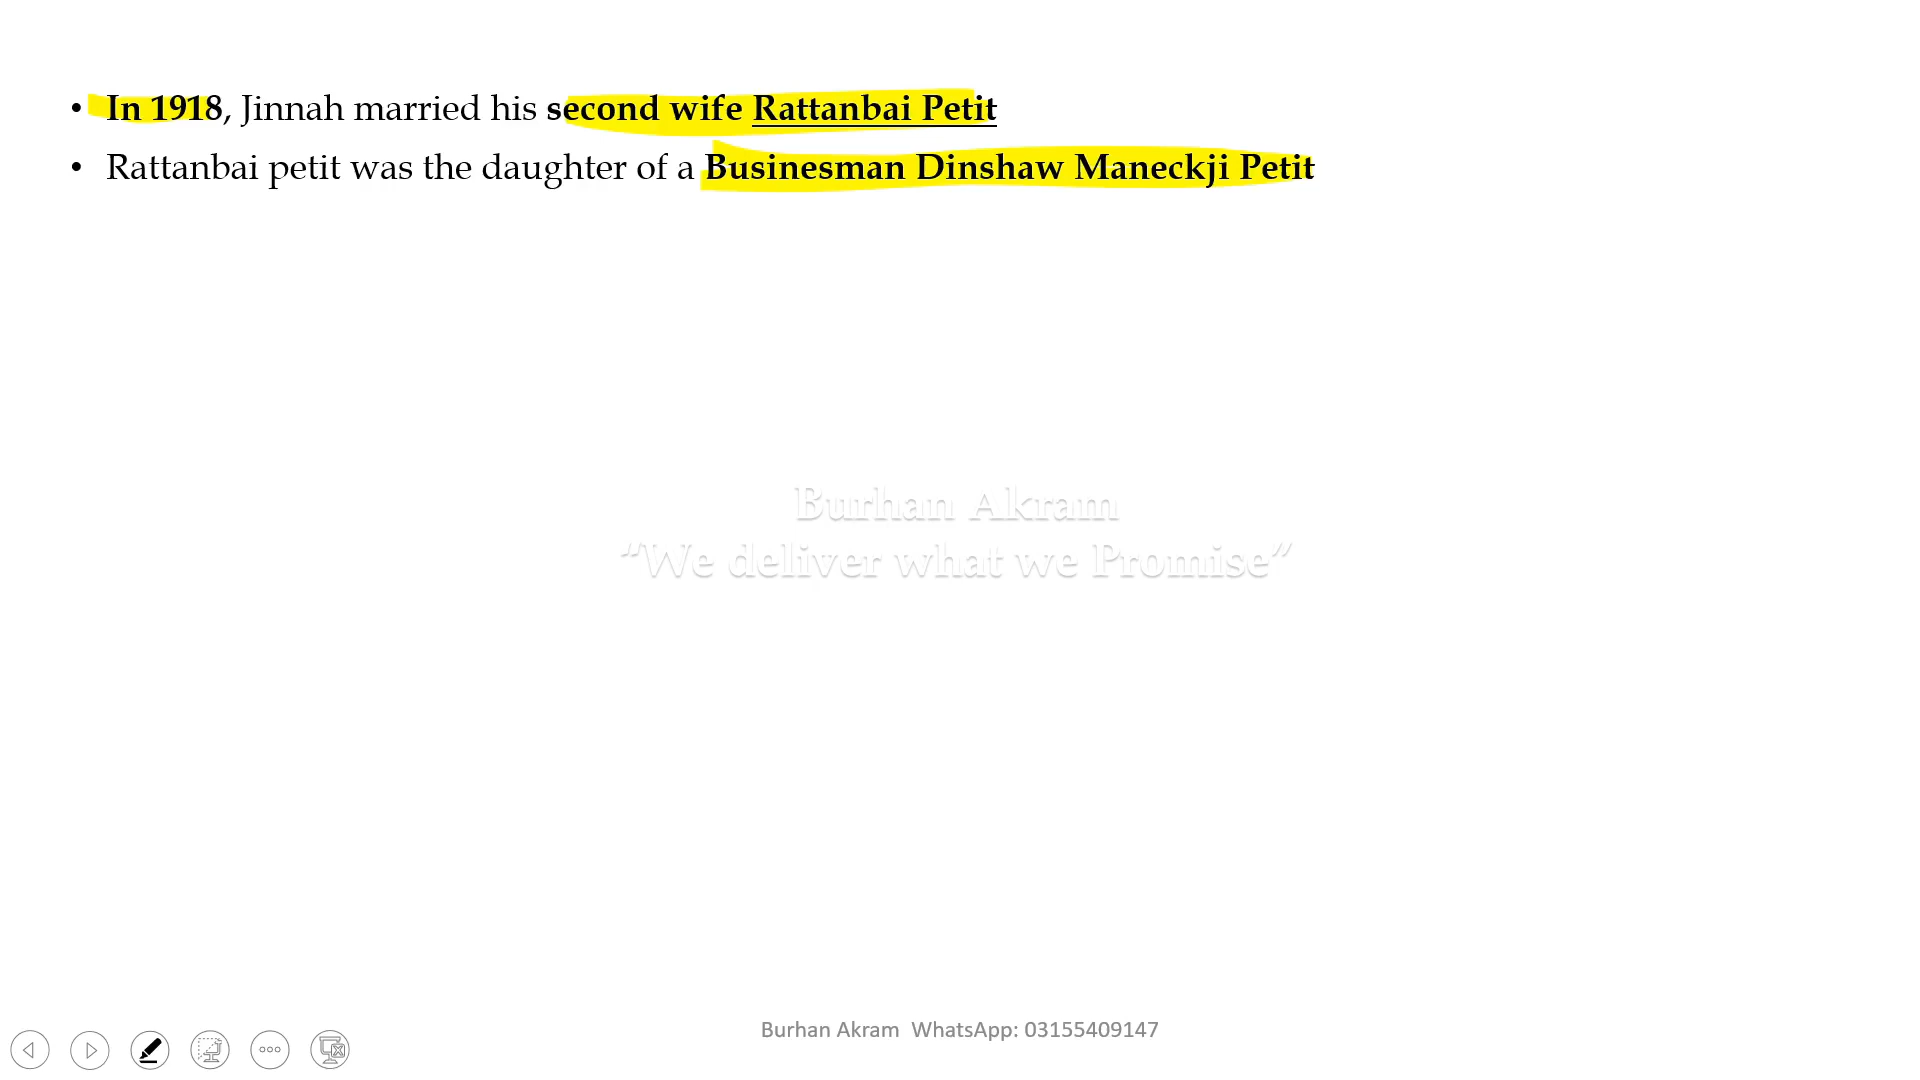 • In 1918, Jinnah married his second wife Rattanbai Petit
• Rattanbai petit was the daughter of a Businesman Dinshaw Maneckji Petit
Burhan Akram
“We deliver what we Promise”
Burhan Akram WhatsApp: 03155409147